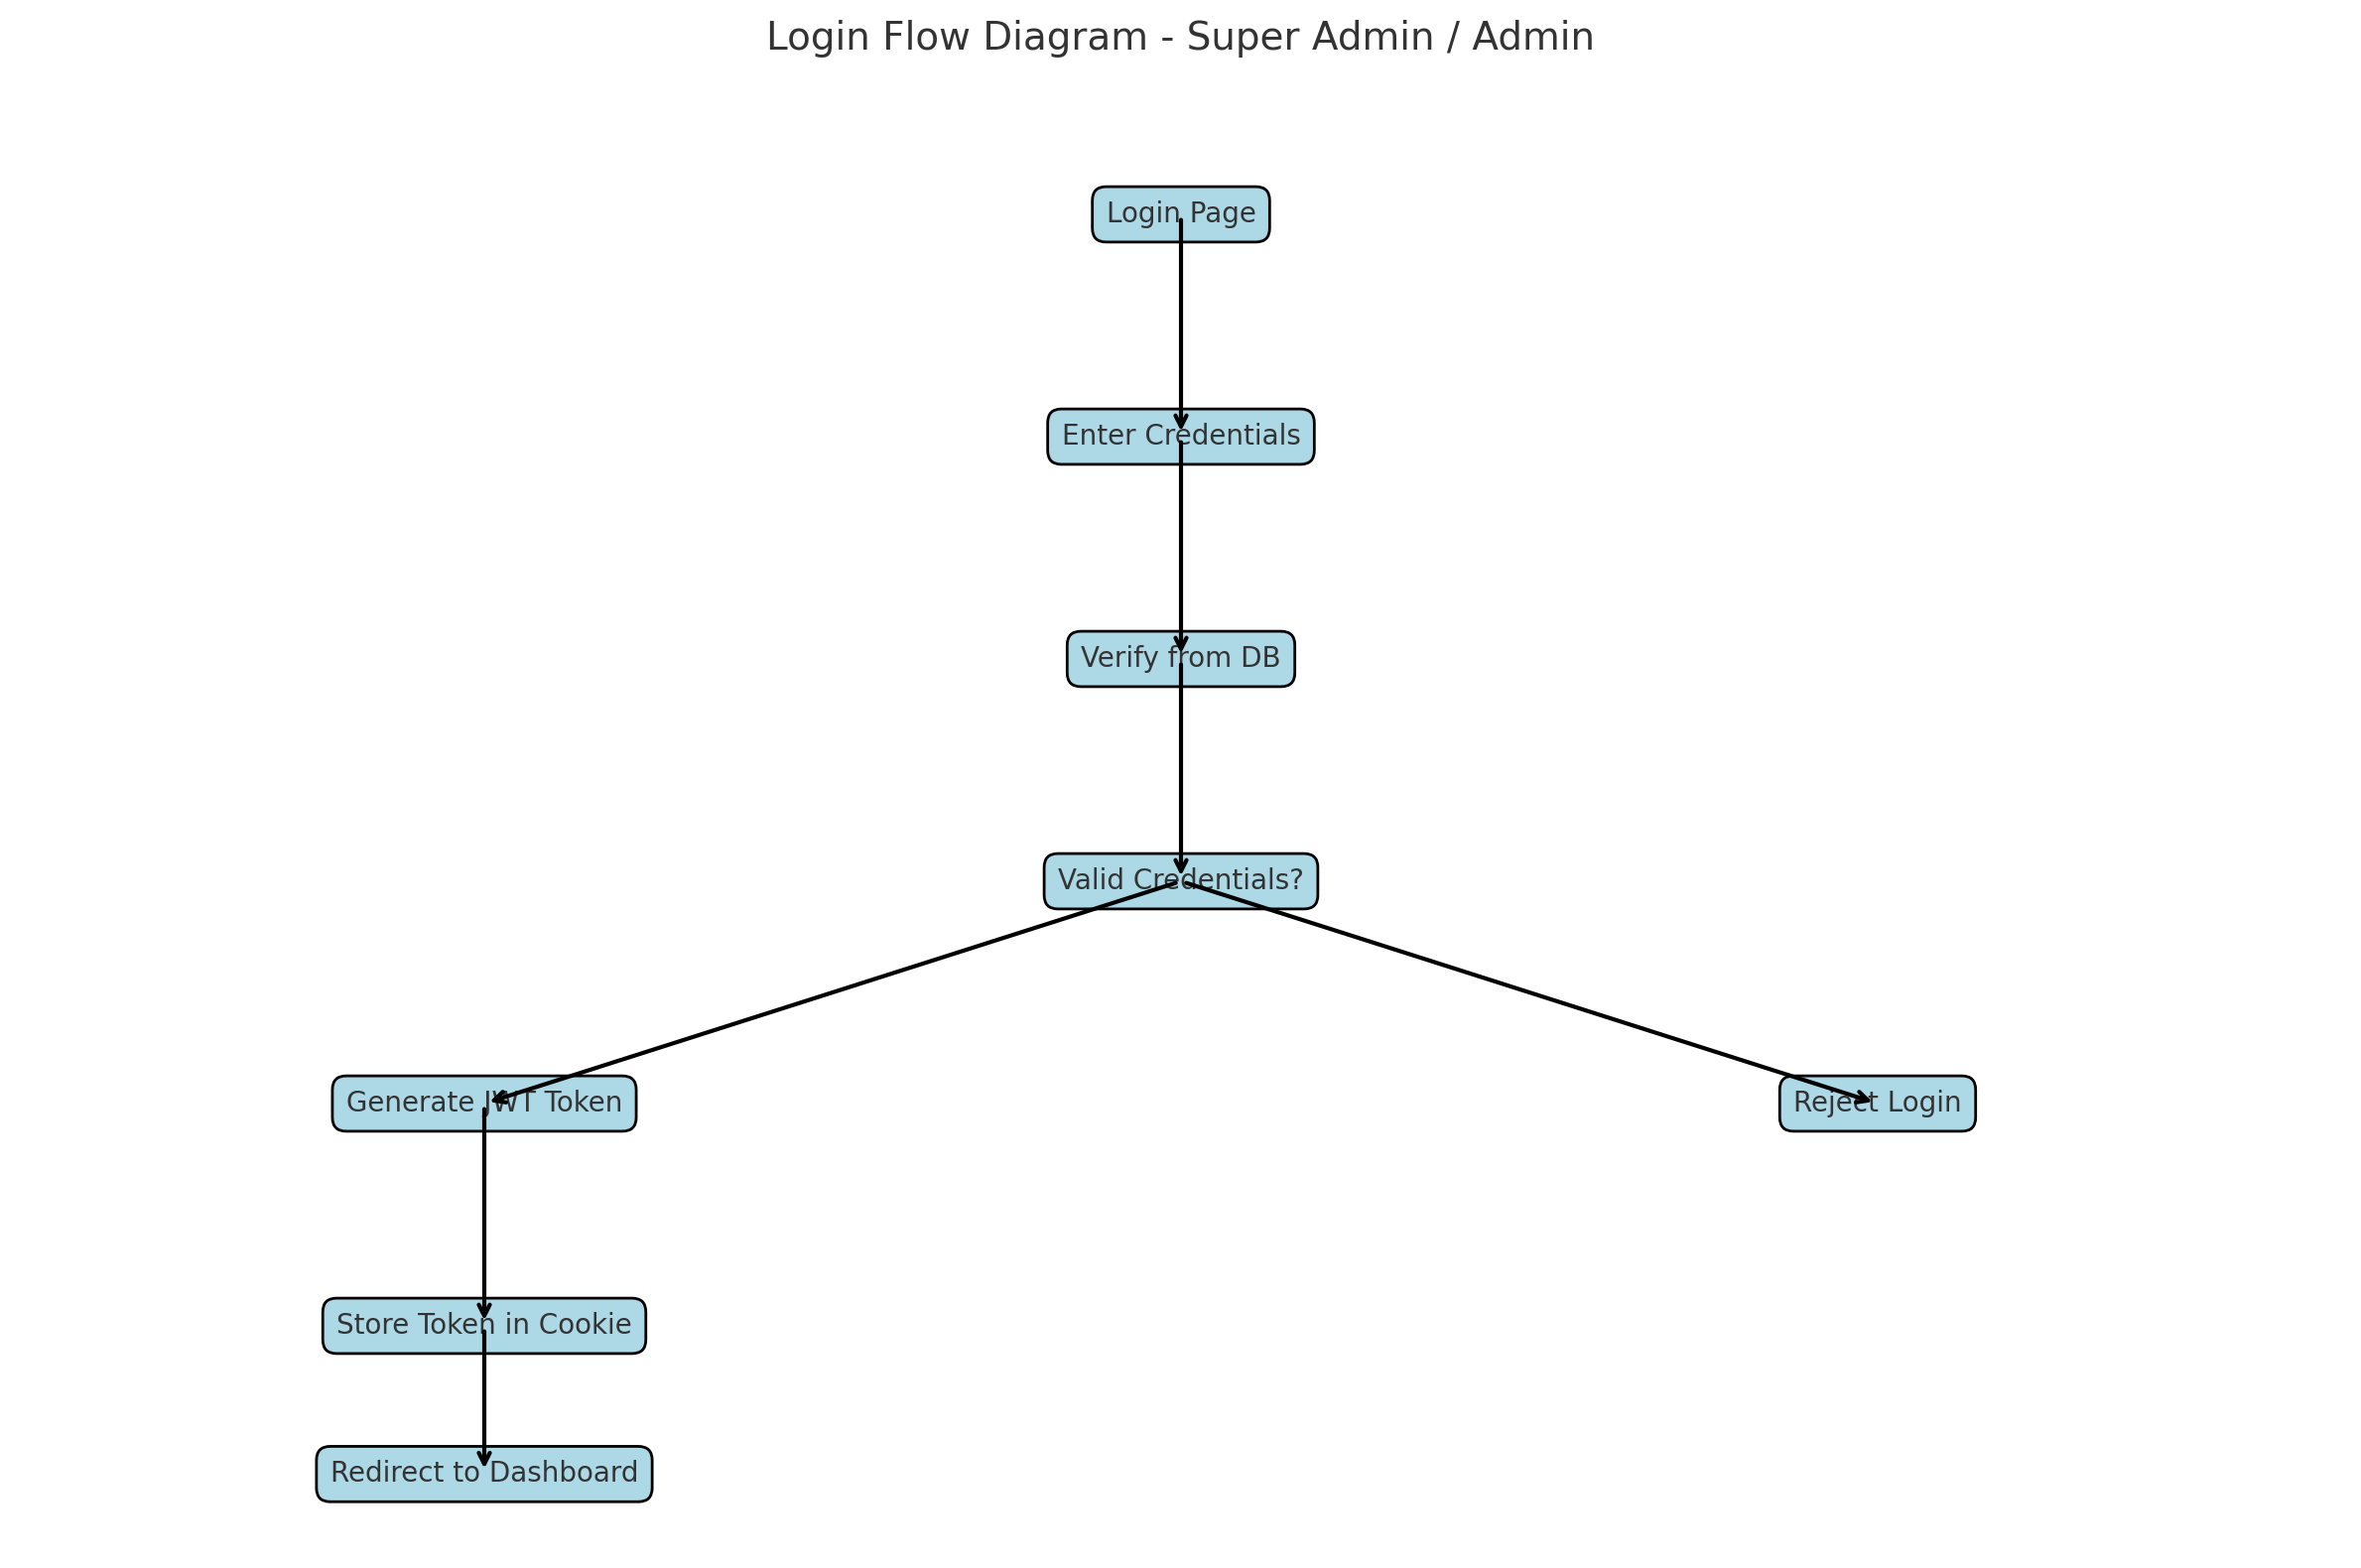 Login Flow Diagram - Super Admin / Admin
Login Page
Enter Credentials
Verify from DB
Valid Credentials?
Generate JWT Token
Reject Login
Store Token in Cookie
Redirect to Dashboard